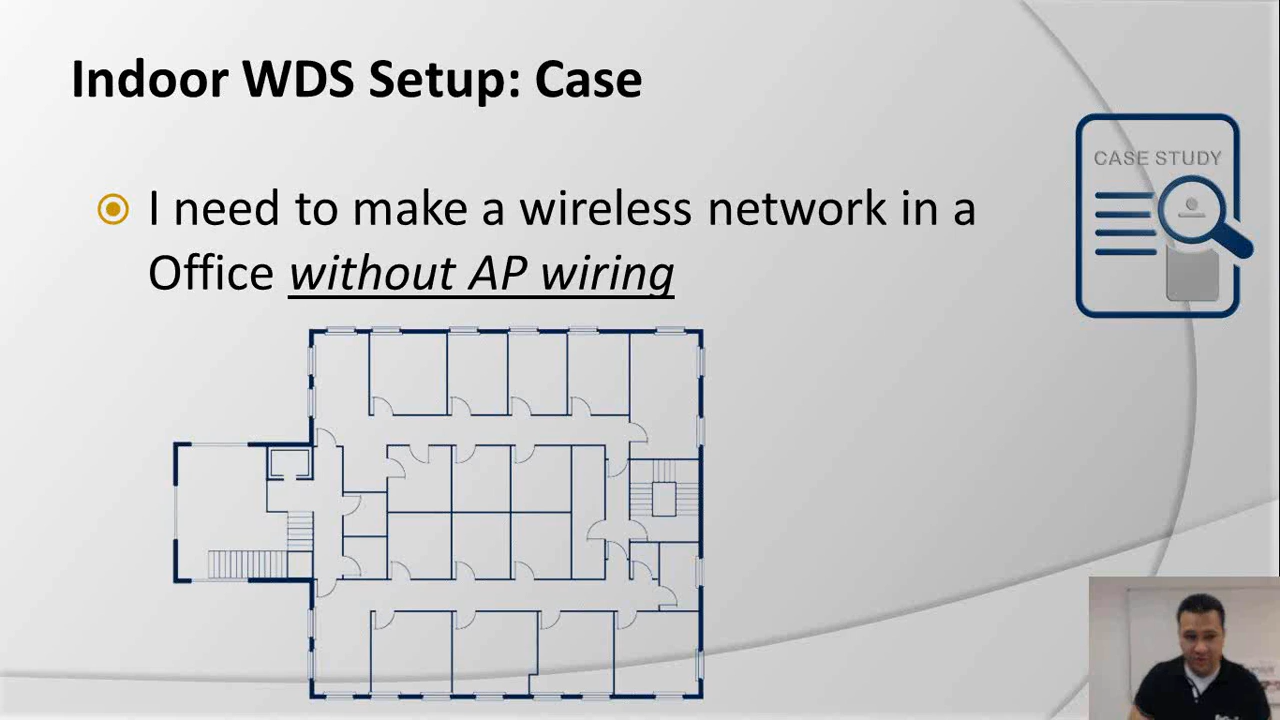 Indoor WDS Setup: Case
CASE STUDY
I need to make a wireless network in a
Office without AP wiring